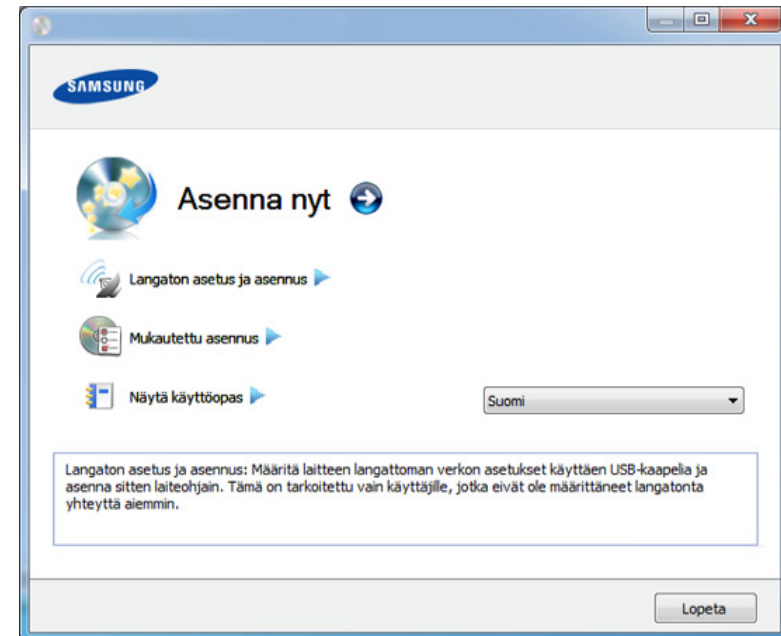 SAMSUNG
Asenna nyt
Langaton asetus ja asennus
Mukautettu asennus
Näytä käyttöopas
Suomi
Langaton asetus ja asennus: Määritä laitteen langattoman verkon asetukset käyttäen USB-kaapelia ja
asenna sitten laiteohjain. Tämä on tarkoitettu vain käyttäjille, jotka eivät ole määrittäneet langatonta
yhteyttä aiemmin.
Lopeta